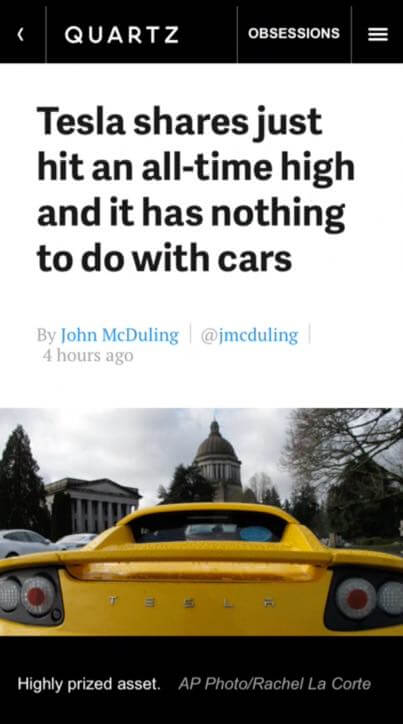 QUARTZ
OBSESSIONS
Tesla shares just
hit an all-time high
and it has nothing
to do with cars
By John McDuling | @jmcduling |
4 hours ago
TESLA
Highly prized asset. AP Photo/Rachel La Corte